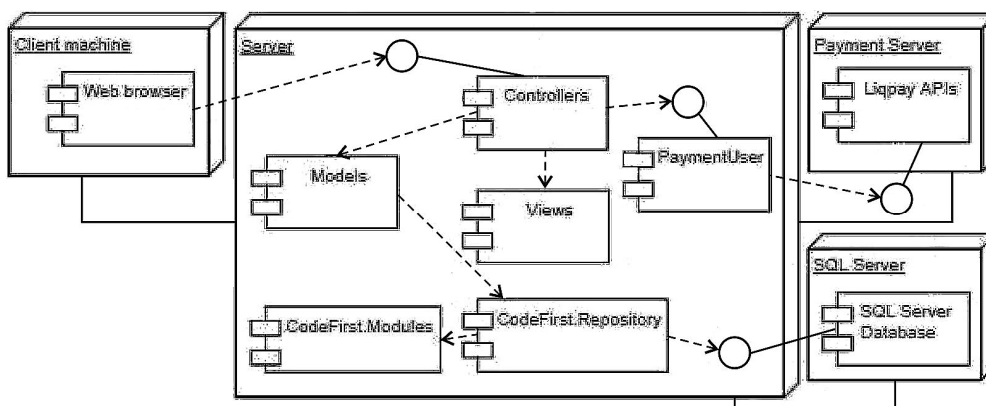 Client machine
Web browser
Server
Controllers
PaymentUser
Models
Views
CodeFirst.Modules
CodeFirst.Repository
Payment Server
Liqpay APIs
SQL Server
SQL Server
Database